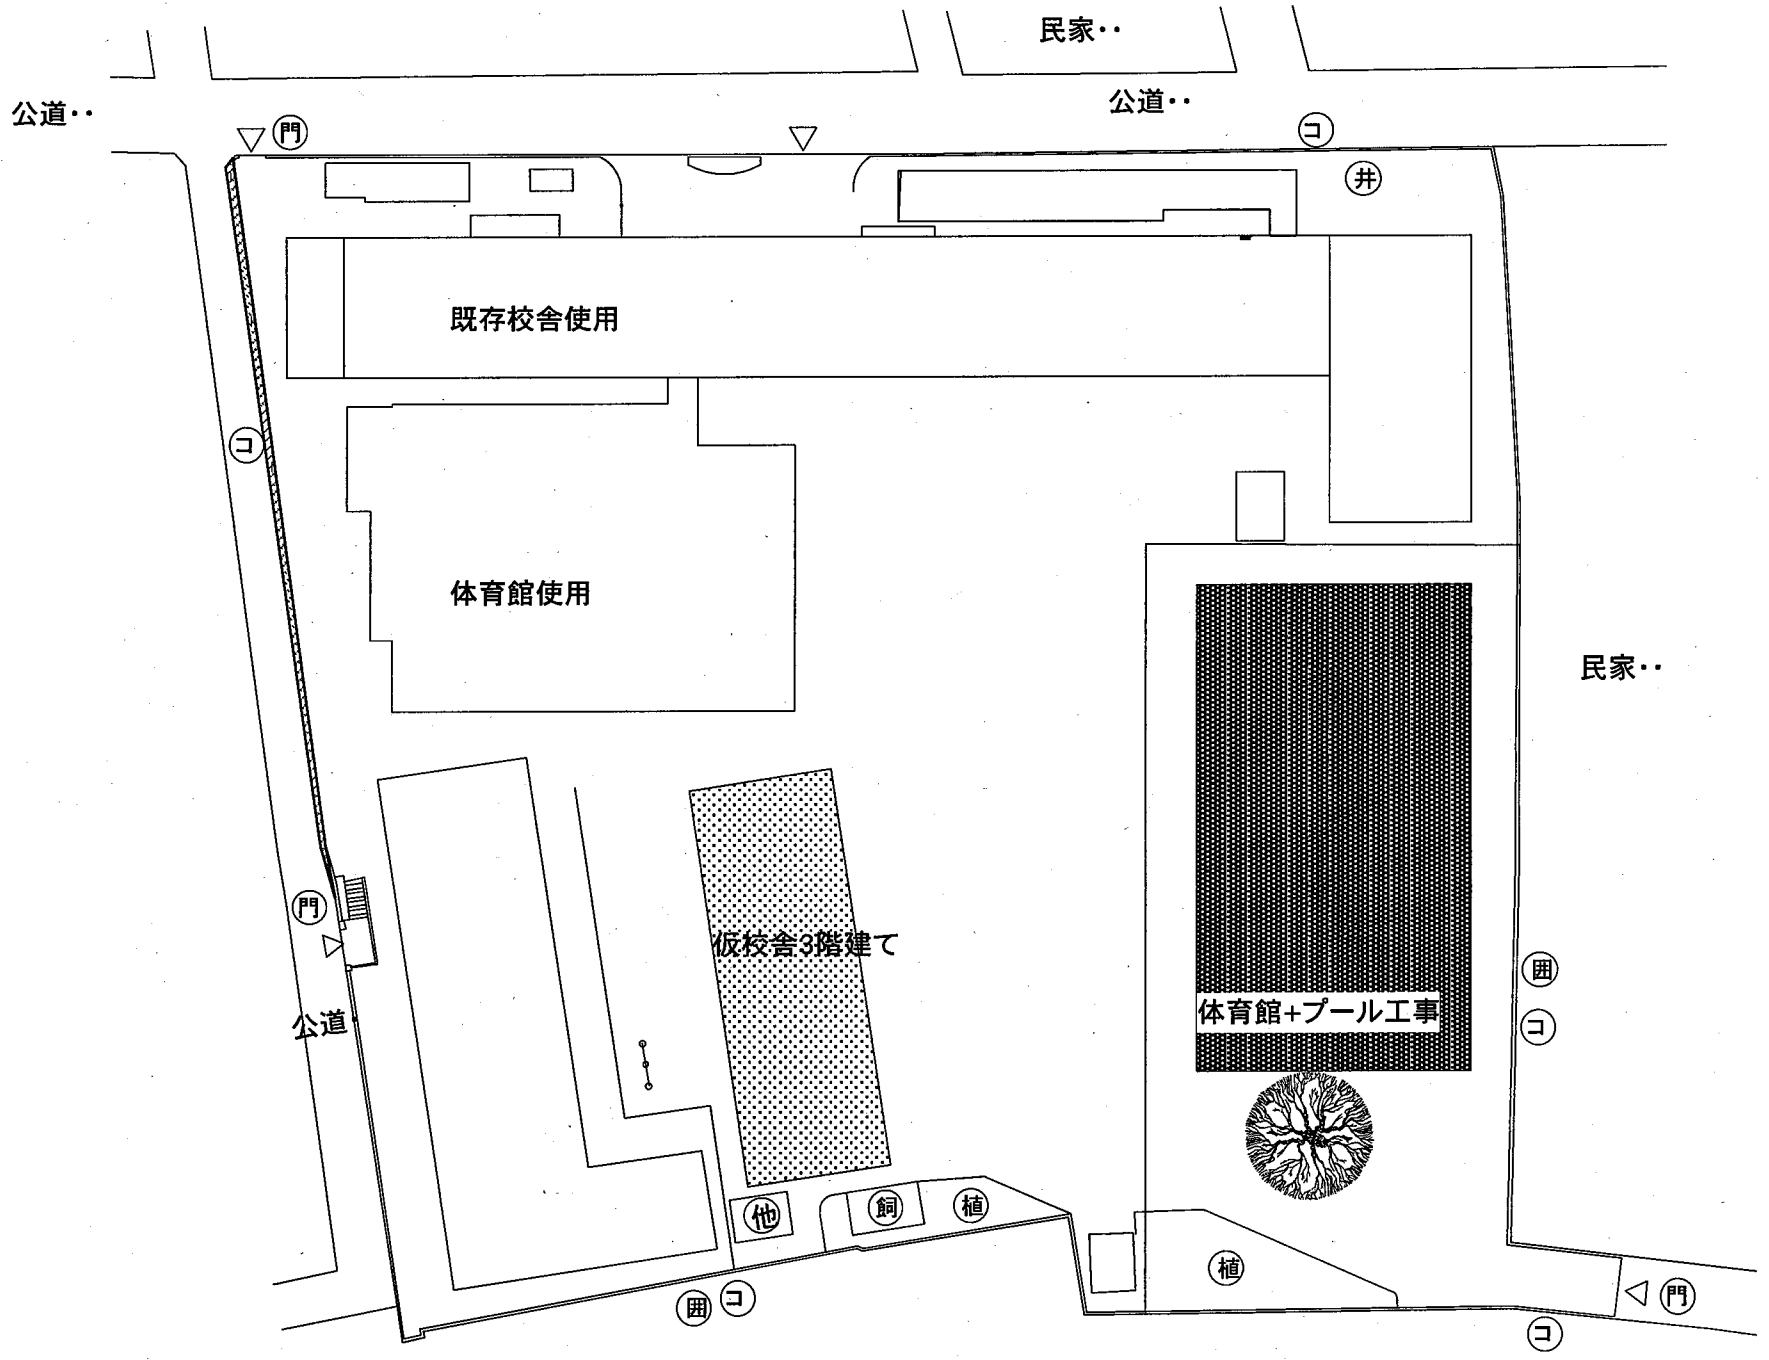 民家‥
公道‥
公道‥
門
コ
井
既存校舎使用
コ
体育館使用
民家‥
門
仮校舎3階建て
囲
体育館+プール工事
公道
コ
他
飼
植
植
囲
コ
門
コ